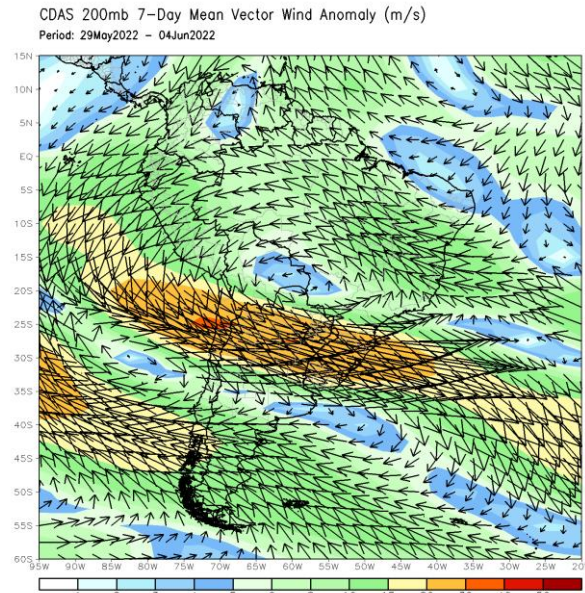 CDAS 200mb 7-Day Mean Vector Wind Anomaly (m/s)
Period: 29May2022 – 04Jun2022
15N
10N
5N
EQ
5S
10S
15S
20S
25S
30S
35S
40S
45S
50S
55S
60S
95W 90W 85W 80W 75W 70W 65W 60W 55W 50W 45W 40W 35W 30W 25W 20W